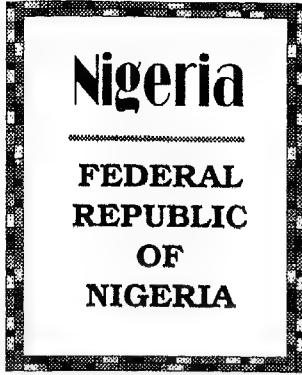 Nigeria
FEDERAL
REPUBLIC
OF
NIGERIA